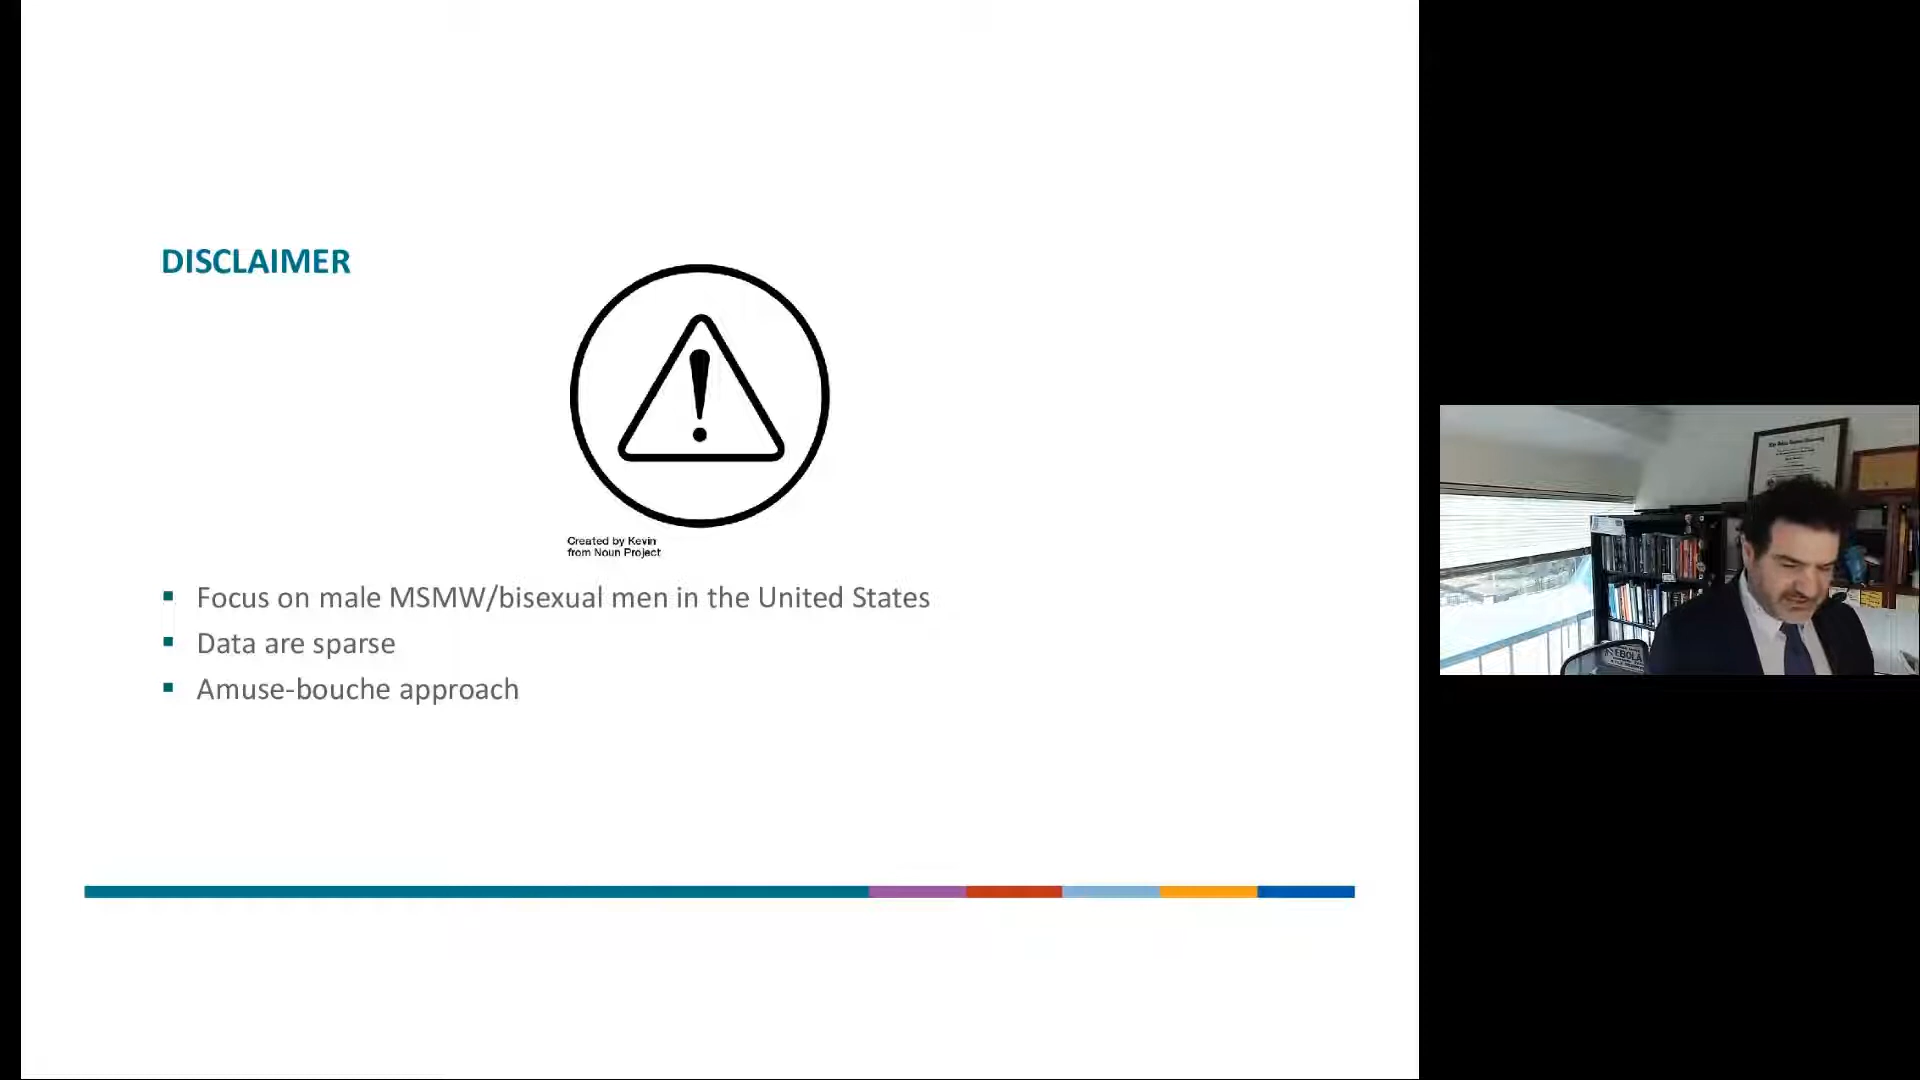 DISCLAIMER
Created by Kevin
from Noun Project
Focus on male MSMW/bisexual men in the United States
Data are sparse
Amuse-bouche approach
EBOLA